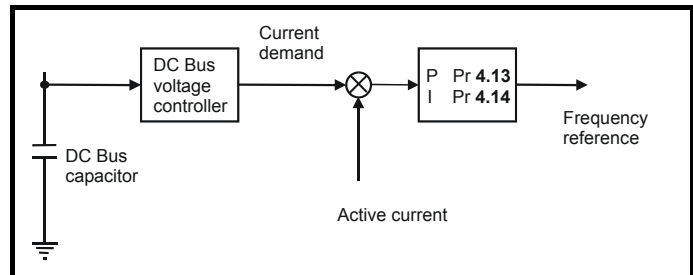 Current
demand
DC Bus
voltage
controller
P Pr 4.13
I Pr 4.14
Frequency
reference
DC Bus
capacitor
Active current